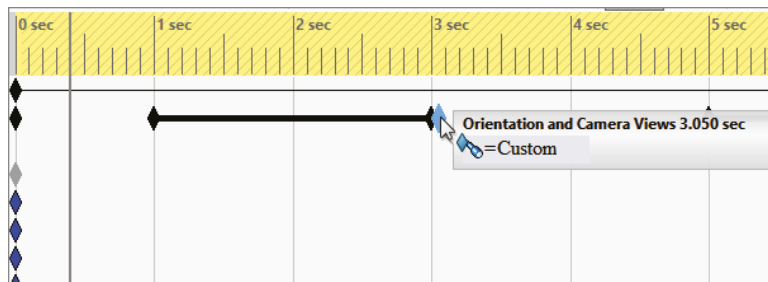 0 sec 1 sec 2 sec 3 sec 4 sec 5 sec
Orientation and Camera Views 3.050 sec
=Custom